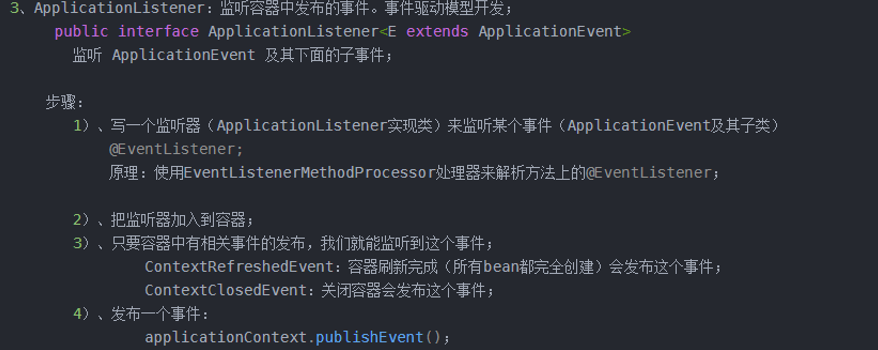 3、ApplicationListener：监听容器中发布的事件。事件驱动模型开发；
public interface ApplicationListener<E extends ApplicationEvent>
监听 ApplicationEvent 及其下面的子事件；
步骤：
1）、写一个监听器（ApplicationListener实现类）来监听某个事件（ApplicationEvent及其子类）
@EventListener;
原理：使用EventListenerMethodProcessor处理器来解析方法上的@EventListener；
2）、把监听器加入到容器；
3）、只要容器中有相关事件的发布，我们就能监听到这个事件；
ContextRefreshedEvent：容器刷新完成（所有bean都完全创建）会发布这个事件；
ContextClosedEvent：关闭容器会发布这个事件；
4）、发布一个事件：
applicationContext.publishEvent()；